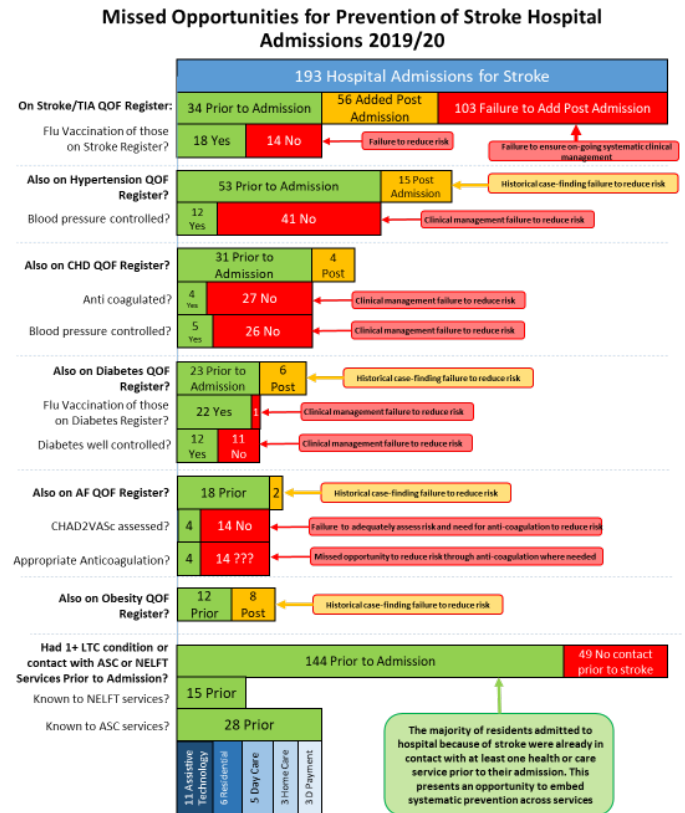 Missed Opportunities for Prevention of Stroke Hospital
Admissions 2019/20
193 Hospital Admissions for Stroke
On Stroke/TIA QOF Register:
34 Prior to Admission
56 Added Post
Admission
103 Failure to Add Post Admission
Flu Vaccination of those
on Stroke Register?
18 Yes
14 No
Failure to reduce risk
Failure to ensure on-going systematic clinical
management
Also on Hypertension QOF
Register?
53 Prior to Admission
15 Post
Admission
Historical case-finding failure to reduce risk
Blood pressure controlled?
12
Yes
41 No
Clinical management failure to reduce risk
Also on CHD QOF Register?
31 Prior to
Admission
4
Post
Anti coagulated?
4
Yes
27 No
Clinical management failure to reduce risk
Blood pressure controlled?
5
Yes
26 No
Clinical management failure to reduce risk
Also on Diabetes QOF
Register?
23 Prior to
Admission
6
Post
Historical case-finding failure to reduce risk
Flu Vaccination of those
on Diabetes Register?
22 Yes
1
Clinical management failure to reduce risk
Diabetes well controlled?
12
Yes
11
No
Clinical management failure to reduce risk
Also on AF QOF Register?
18 Prior
2
Historical case-finding failure to reduce risk
CHAD2VASc assessed?
4
14 No
Failure to adequately assess risk and need for anti-coagulation to reduce risk
Appropriate Anticoagulation?
4
14 ???
Missed opportunity to reduce risk through anti-coagulation where needed
Also on Obesity QOF
Register?
12
Prior
8
Post
Historical case-finding failure to reduce risk
Had 1+ LTC condition or
contact with ASC or NELFT
Services Prior to Admission?
144 Prior to Admission
49 No contact
prior to stroke
Known to NELFT services?
15 Prior
Known to ASC services?
28 Prior
11 Assistive
Technology
6 Residential
5 Day Care
3 Home Care
3 D Payment
The majority of residents admitted to
hospital because of stroke were already in
contact with at least one health or care
service prior to their admission. This
presents an opportunity to embed
systematic prevention across services